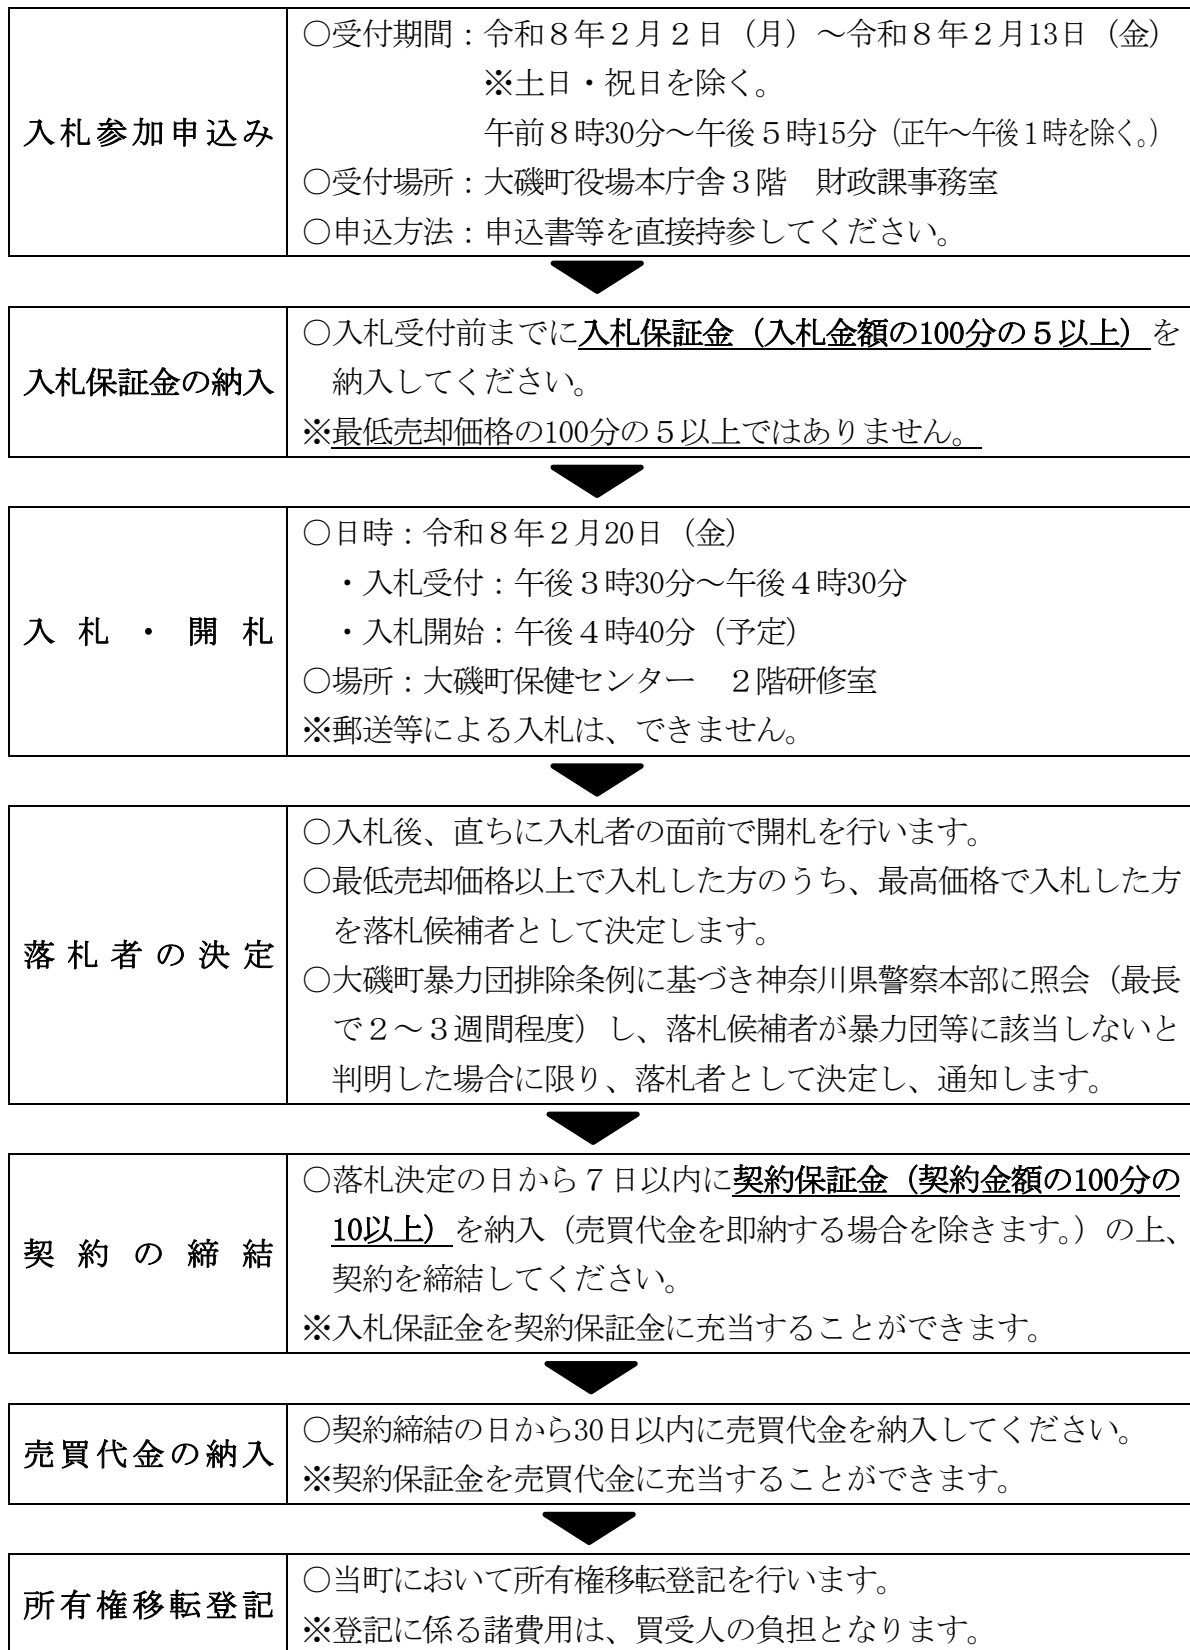 入札参加申込み
○受付期間：令和８年２月２日（月）～令和８年２月13日（金）
※土日・祝日を除く。
午前８時30分～午後５時15分（正午～午後１時を除く。）
○受付場所：大磯町役場本庁舎３階　財政課事務室
○申込方法：申込書等を直接持参してください。
入札保証金の納入
○入札受付前までに入札保証金（入札金額の100分の５以上）を
納入してください。
※最低売却価格の100分の５以上ではありません。
入札・開札
○日時：令和８年２月20日（金）
・入札受付：午後３時30分～午後４時30分
・入札開始：午後４時40分（予定）
○場所：大磯町保健センター　２階研修室
※郵送等による入札は、できません。
落札者の決定
○入札後、直ちに入札者の面前で開札を行います。
○最低売却価格以上で入札した方のうち、最高価格で入札した方
を落札候補者として決定します。
○大磯町暴力団排除条例に基づき神奈川県警察本部に照会（最長
で２～３週間程度）し、落札候補者が暴力団等に該当しないと
判明した場合に限り、落札者として決定し、通知します。
契約の締結
○落札決定の日から７日以内に契約保証金（契約金額の100分の
10以上）を納入（売買代金を即納する場合を除きます。）の上、
契約を締結してください。
※入札保証金を契約保証金に充当することができます。
売買代金の納入
○契約締結の日から30日以内に売買代金を納入してください。
※契約保証金を売買代金に充当することができます。
所有権移転登記
○当町において所有権移転登記を行います。
※登記に係る諸費用は、買受人の負担となります。